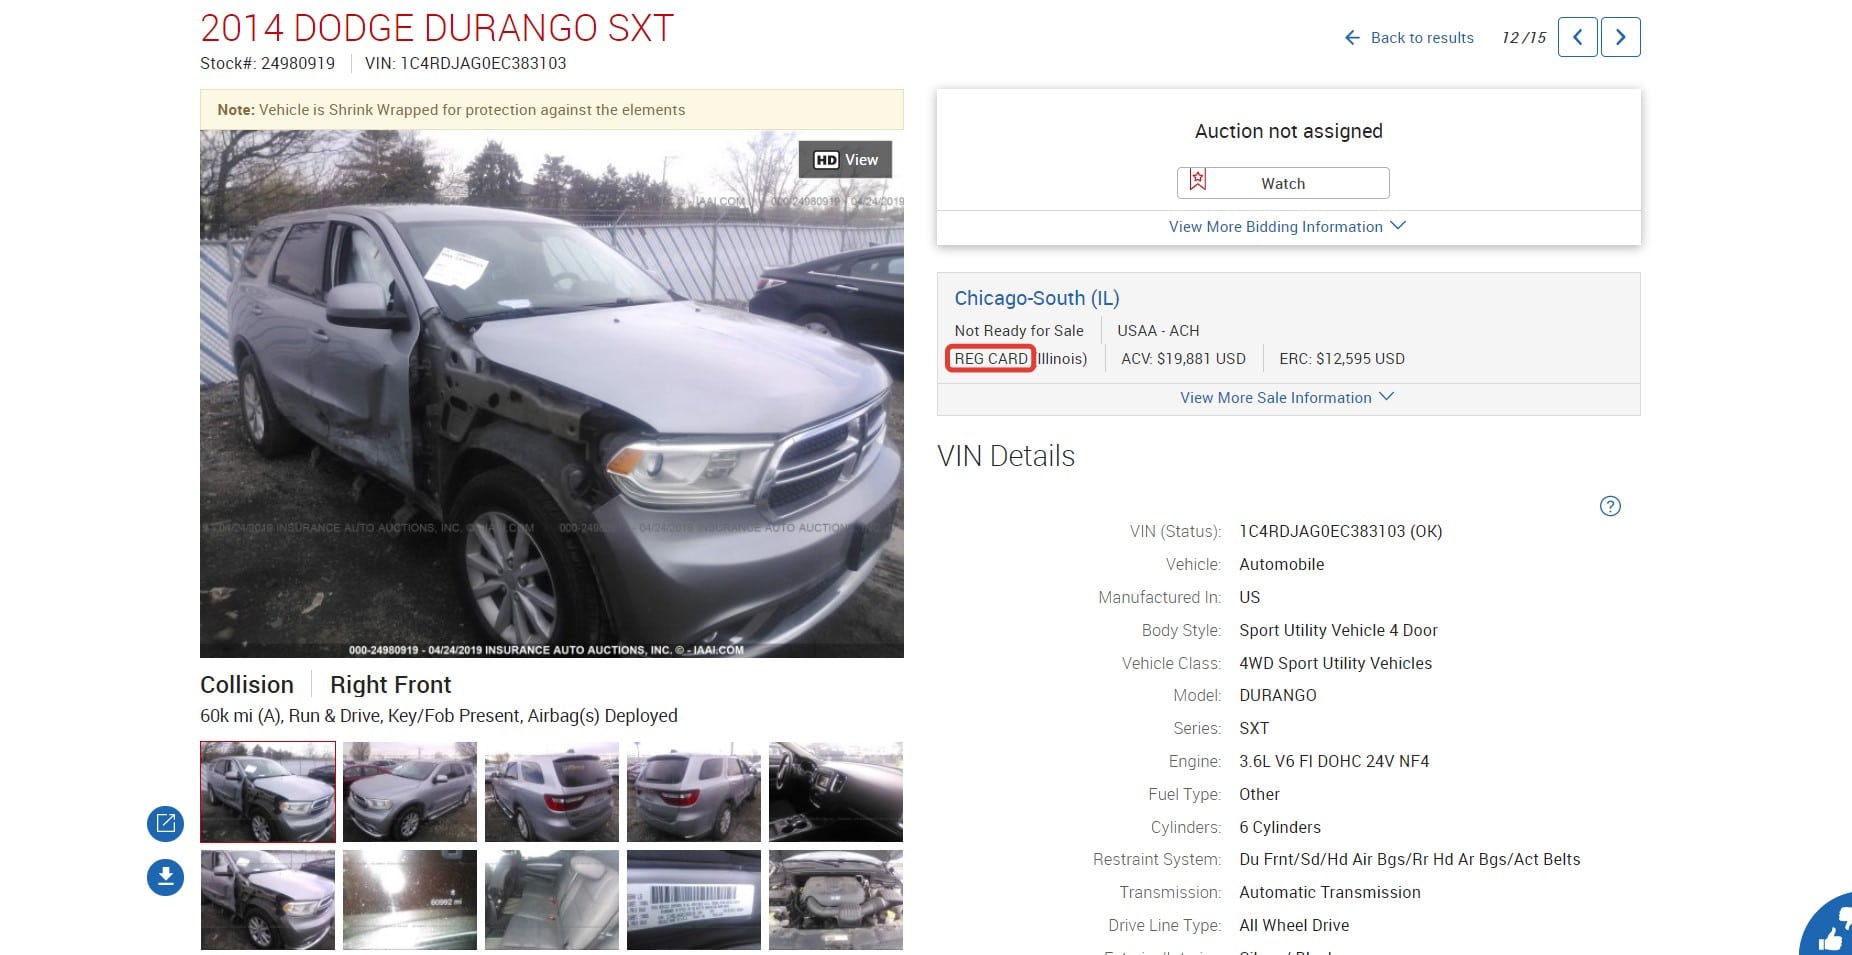 2014 DODGE DURANGO SXT
Stock#: 24980919 VIN: 1C4RDJAG0EC383103
Back to results 12 /15
Note: Vehicle is Shrink Wrapped for protection against the elements
HD View
000-24980919 - 04/24/2019 INSURANCE AUTO AUCTIONS, INC. © - IAAI.COM
Collision Right Front
60k mi (A), Run & Drive, Key/Fob Present, Airbag(s) Deployed
60992 mi
Auction not assigned
Watch
View More Bidding Information
Chicago-South (IL)
Not Ready for Sale USAA - ACH
REG CARD Illinois) ACV: $19,881 USD ERC: $12,595 USD
View More Sale Information
VIN Details
?
VIN (Status): 1C4RDJAG0EC383103 (OK)
Vehicle: Automobile
Manufactured In: US
Body Style: Sport Utility Vehicle 4 Door
Vehicle Class: 4WD Sport Utility Vehicles
Model: DURANGO
Series: SXT
Engine: 3.6L V6 FI DOHC 24V NF4
Fuel Type: Other
Cylinders: 6 Cylinders
Restraint System: Du Frnt/Sd/Hd Air Bgs/Rr Hd Ar Bgs/Act Belts
Transmission: Automatic Transmission
Drive Line Type: All Wheel Drive